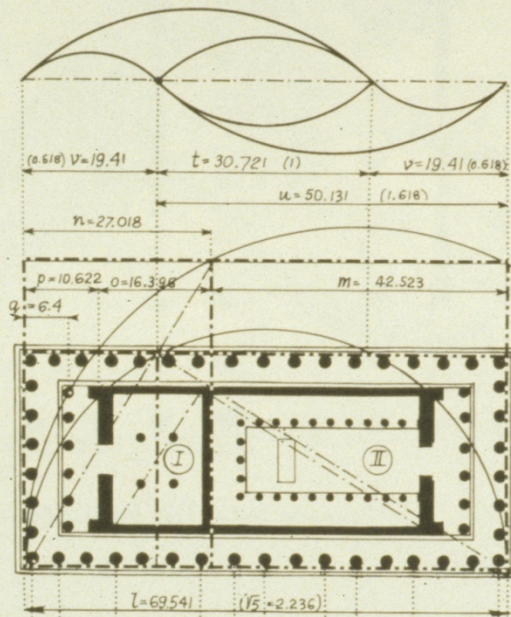 (0.618) v=19.41 t=30.721 (1) v=19.41 (0.618)
u=50.131 (1.618)
n=27.018
p=10.622 o=16.396 m= 42.523
q=6.4
I II
l=69.541 (√5=2.236)